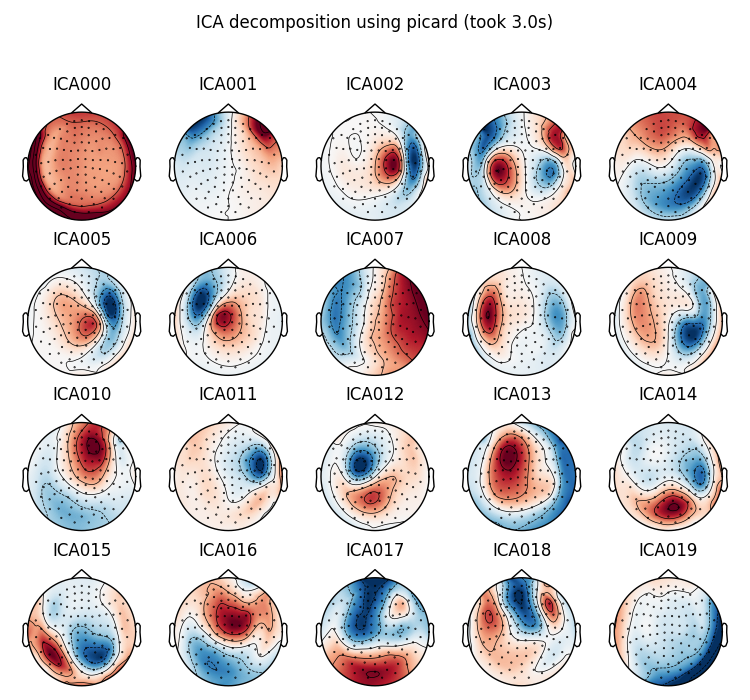 ICA decomposition using picard (took 3.0s)
ICA000 ICA001 ICA002 ICA003 ICA004
ICA005 ICA006 ICA007 ICA008 ICA009
ICA010 ICA011 ICA012 ICA013 ICA014
ICA015 ICA016 ICA017 ICA018 ICA019